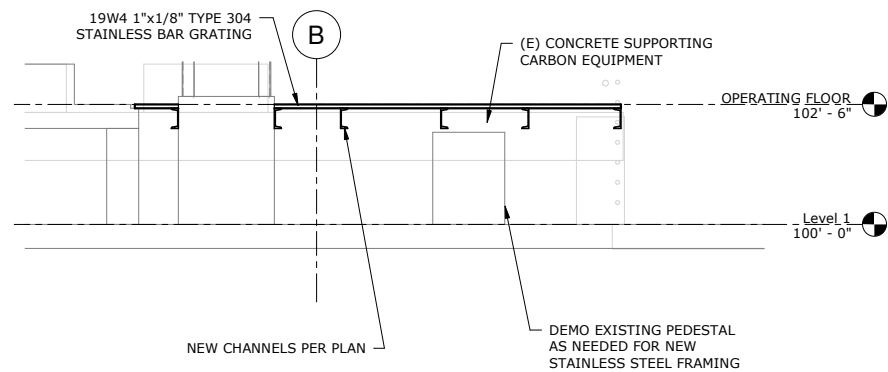 19W4 1"x1/8" TYPE 304
STAINLESS BAR GRATING
B
(E) CONCRETE SUPPORTING
CARBON EQUIPMENT
OPERATING FLOOR
102' - 6"
Level 1
100' - 0"
NEW CHANNELS PER PLAN
DEMO EXISTING PEDESTAL
AS NEEDED FOR NEW
STAINLESS STEEL FRAMING